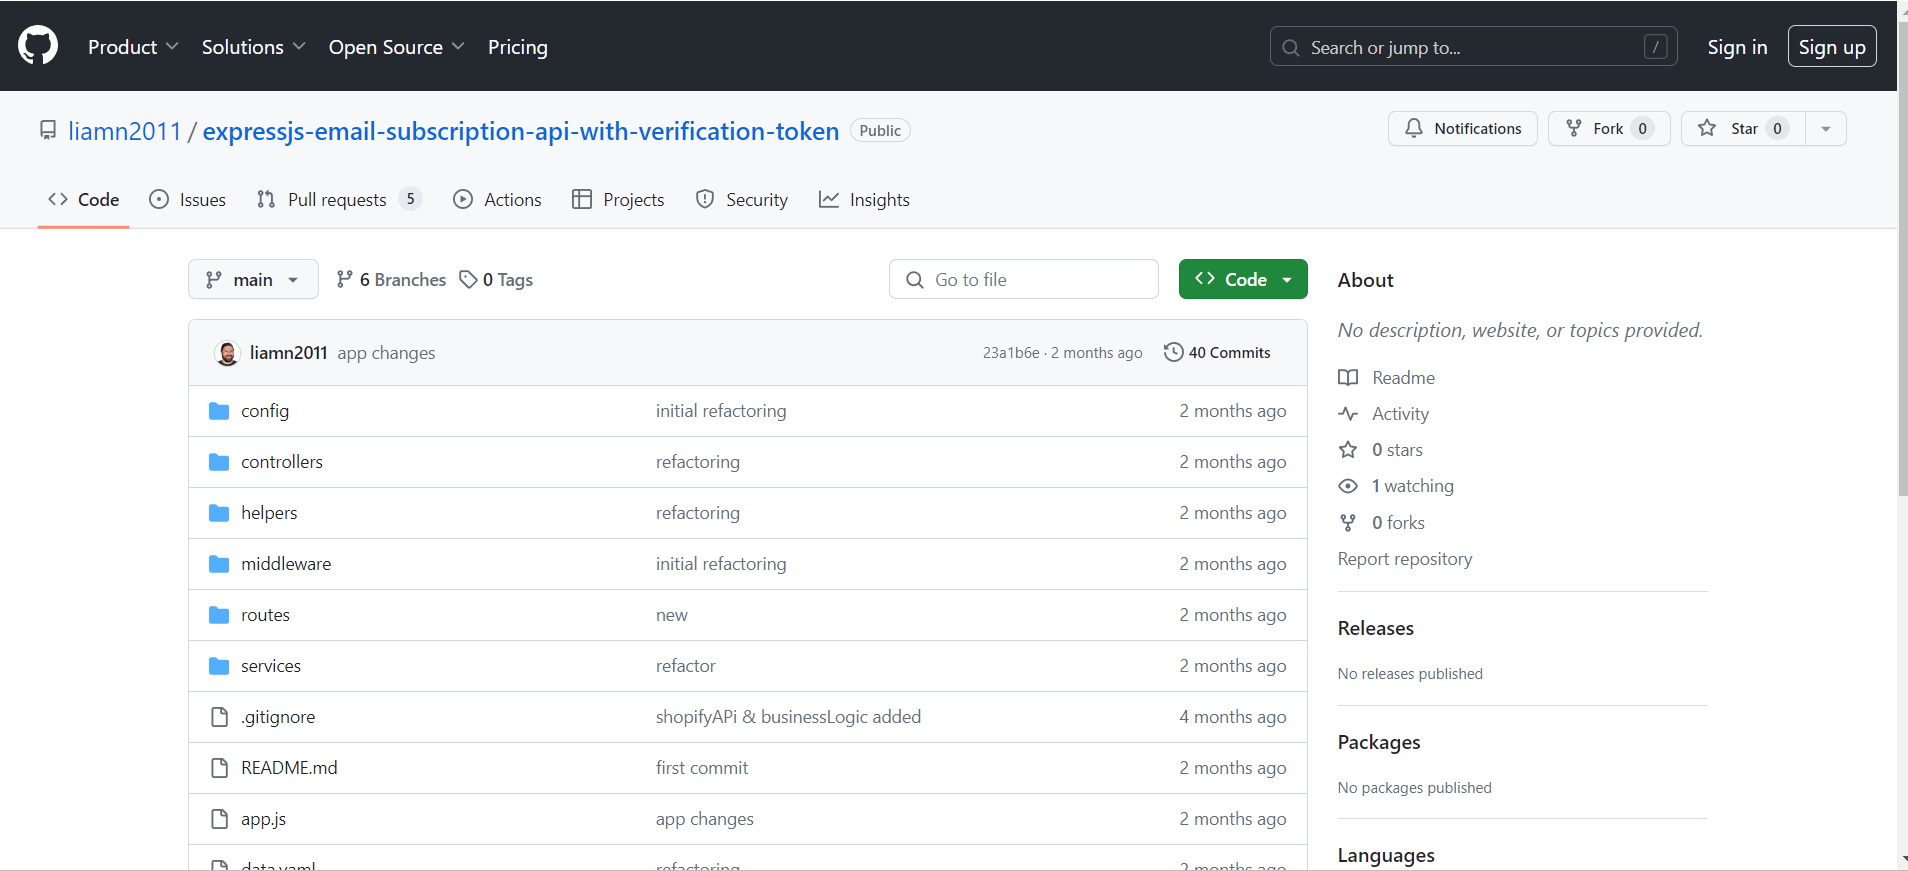 Product Solutions Open Source Pricing Search or jump to... / Sign in Sign up
liamn2011 / expressjs-email-subscription-api-with-verification-token Public Notifications Fork 0 Star 0
Code Issues Pull requests 5 Actions Projects Security Insights
main 6 Branches 0 Tags Go to file Code
liamn2011 app changes 23a1b6e · 2 months ago 40 Commits
config initial refactoring 2 months ago
controllers refactoring 2 months ago
helpers refactoring 2 months ago
middleware initial refactoring 2 months ago
routes new 2 months ago
services refactor 2 months ago
.gitignore shopifyAPi & businessLogic added 4 months ago
README.md first commit 2 months ago
app.js app changes 2 months ago
data.yaml refactoring 2 months ago
About
No description, website, or topics provided.
Readme
Activity
0 stars
1 watching
0 forks
Report repository
Releases
No releases published
Packages
No packages published
Languages